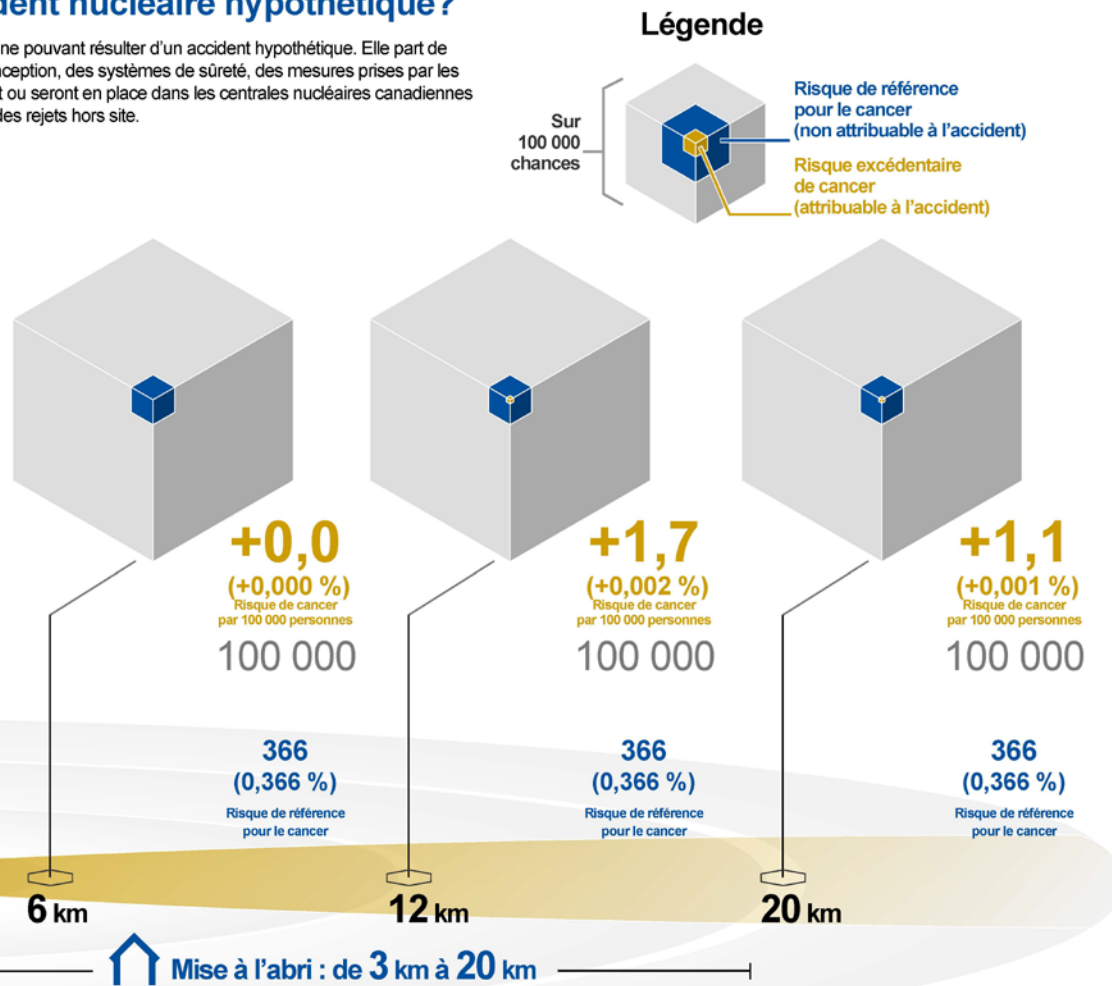 dent nucléaire hypothétique?
ne pouvant résulter d'un accident hypothétique. Elle part de
nception, des systèmes de sûreté, des mesures prises par les
t ou seront en place dans les centrales nucléaires canadiennes
des rejets hors site.
Légende
Sur
100 000
chances
Risque de référence
pour le cancer
(non attribuable à l'accident)
Risque excédentaire
de cancer
(attribuable à l'accident)
+0,0
(+0,000 %)
Risque de cancer
par 100 000 personnes
100 000
366
(0,366 %)
Risque de référence
pour le cancer
6 km
+1,7
(+0,002 %)
Risque de cancer
par 100 000 personnes
100 000
366
(0,366 %)
Risque de référence
pour le cancer
12 km
+1,1
(+0,001 %)
Risque de cancer
par 100 000 personnes
100 000
366
(0,366 %)
Risque de référence
pour le cancer
20 km
Mise à l'abri : de 3 km à 20 km